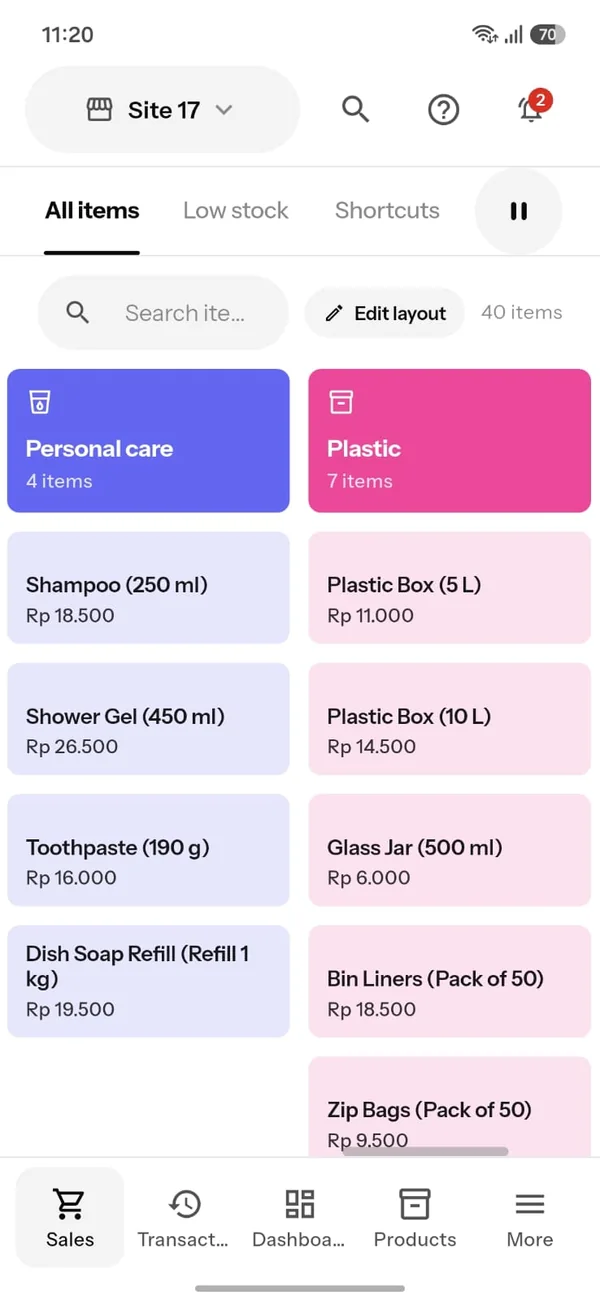 11:20
70
Site 17
2
All items
Low stock
Shortcuts
Search ite...
Edit layout
40 items
Personal care
4 items
Plastic
7 items
Shampoo (250 ml)
Rp 18.500
Plastic Box (5 L)
Rp 11.000
Shower Gel (450 ml)
Rp 26.500
Plastic Box (10 L)
Rp 14.500
Toothpaste (190 g)
Rp 16.000
Glass Jar (500 ml)
Rp 6.000
Dish Soap Refill (Refill 1
kg)
Rp 19.500
Bin Liners (Pack of 50)
Rp 18.500
Zip Bags (Pack of 50)
Rp 9.500
Sales
Transact...
Dashboa...
Products
More